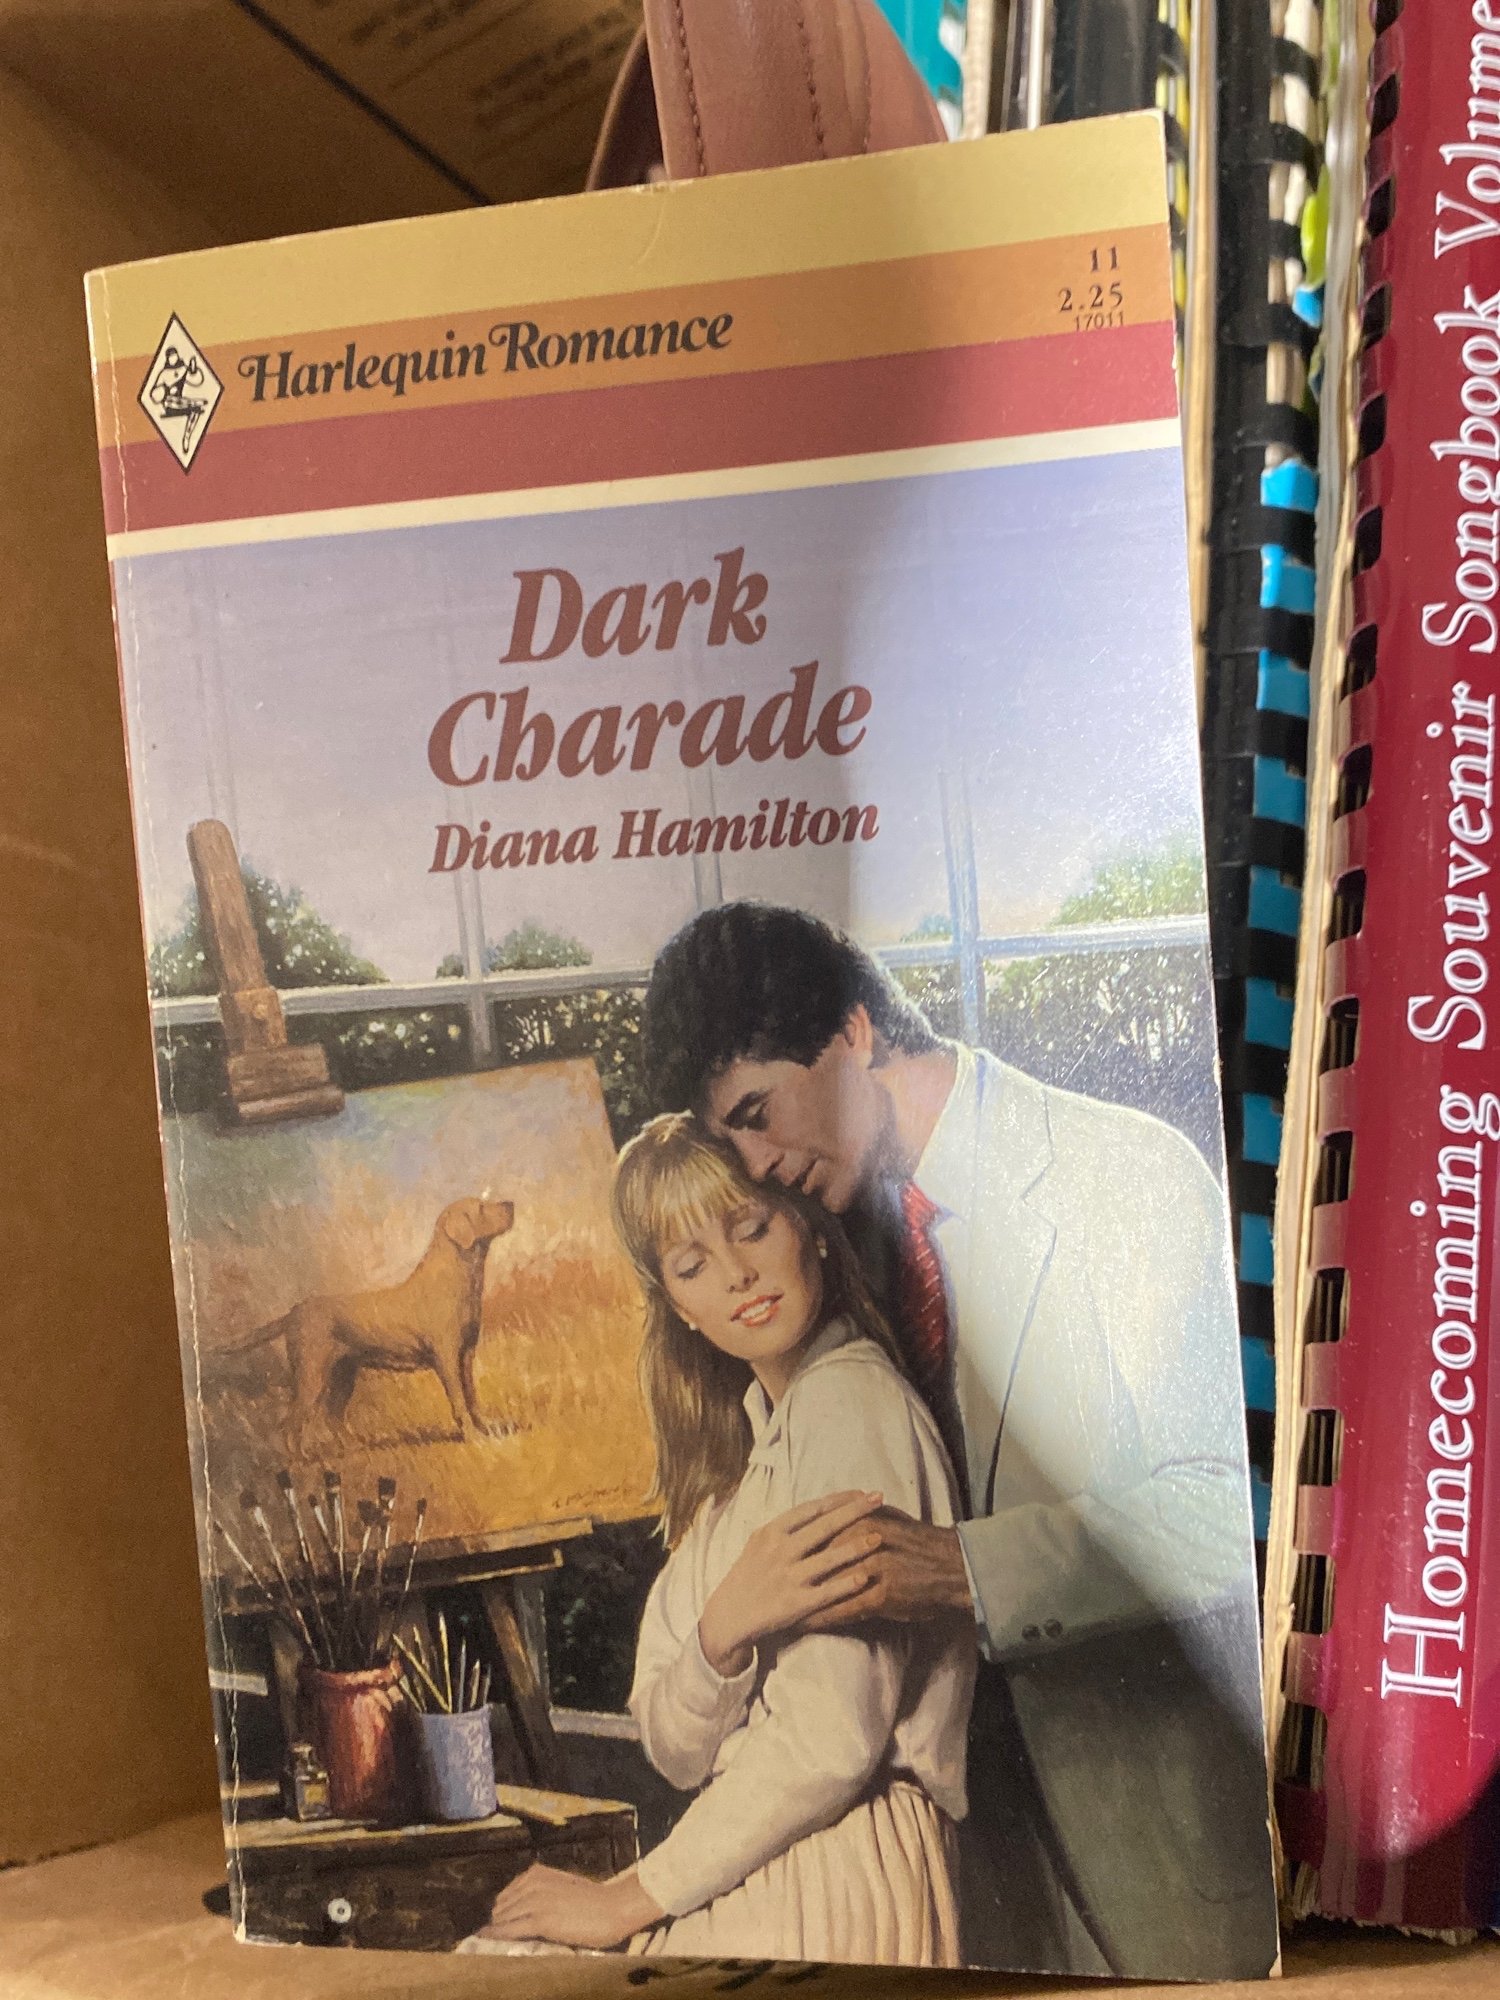 Harlequin Romance
11
2.25
17011
Dark
Charade
Diana Hamilton
Homecoming Souvenir Songbook Volume